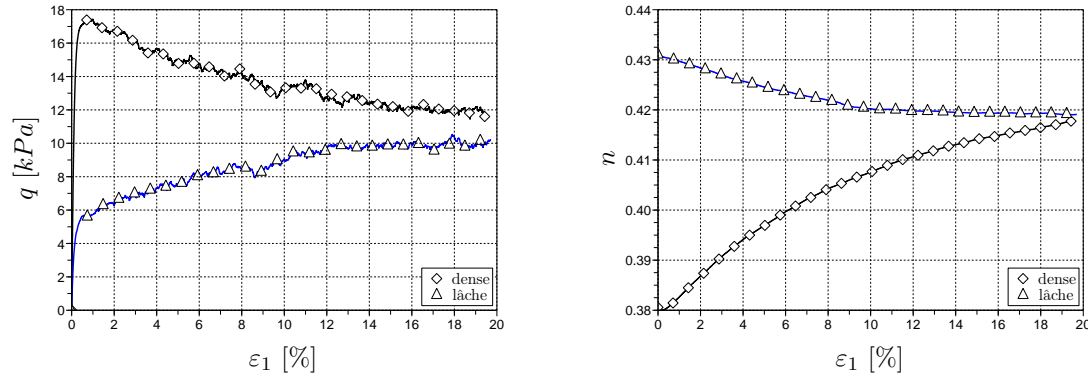 18
16
14
12
10
8
6
4
2
0
q [kPa]
0 2 4 6 8 10 12 14 16 18 20
ε1 [%]
dense
lâche
0.44
0.43
0.42
0.41
0.40
0.39
0.38
n
0 2 4 6 8 10 12 14 16 18 20
ε1 [%]
dense
lâche